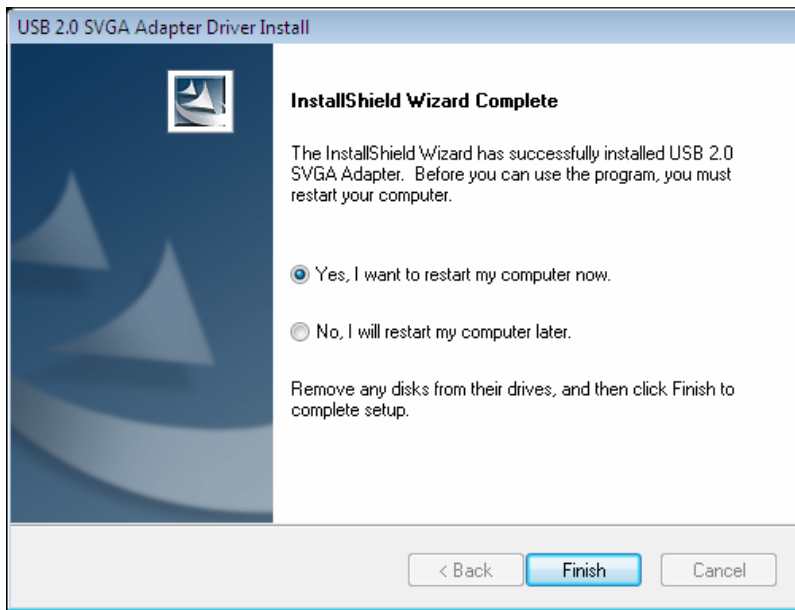 USB 2.0 SVGA Adapter Driver Install
InstallShield Wizard Complete
The InstallShield Wizard has successfully installed USB 2.0
SVGA Adapter.  Before you can use the program, you must
restart your computer.
Yes, I want to restart my computer now.
No, I will restart my computer later.
Remove any disks from their drives, and then click Finish to
complete setup.
< Back
Finish
Cancel